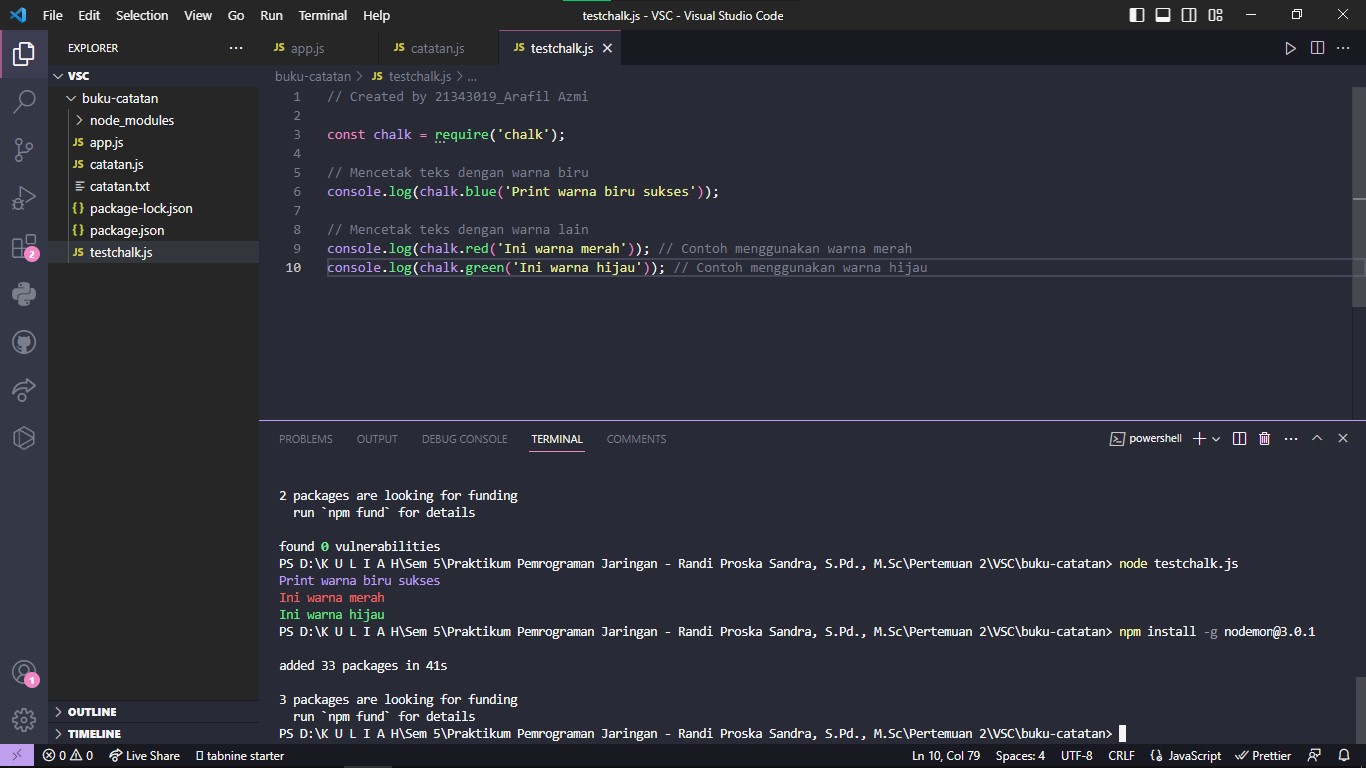 File Edit Selection View Go Run Terminal Help testchalk.js - VSC - Visual Studio Code
EXPLORER
VSC
buku-catatan
node_modules
JS app.js
JS catatan.js
catatan.txt
{} package-lock.json
{} package.json
JS testchalk.js
OUTLINE
TIMELINE
2
1
JS app.js JS catatan.js JS testchalk.js
buku-catatan > JS testchalk.js > ...
1 // Created by 21343019_Arafil Azmi
2
3 const chalk = require('chalk');
4
5 // Mencetak teks dengan warna biru
6 console.log(chalk.blue('Print warna biru sukses'));
7
8 // Mencetak teks dengan warna lain
9 console.log(chalk.red('Ini warna merah')); // Contoh menggunakan warna merah
10 console.log(chalk.green('Ini warna hijau')); // Contoh menggunakan warna hijau
PROBLEMS OUTPUT DEBUG CONSOLE TERMINAL COMMENTS powershell
2 packages are looking for funding
run `npm fund` for details
found 0 vulnerabilities
PS D:\K U L I A H\Sem 5\Praktikum Pemrograman Jaringan - Randi Proska Sandra, S.Pd., M.Sc\Pertemuan 2\VSC\buku-catatan> node testchalk.js
Print warna biru sukses
Ini warna merah
Ini warna hijau
PS D:\K U L I A H\Sem 5\Praktikum Pemrograman Jaringan - Randi Proska Sandra, S.Pd., M.Sc\Pertemuan 2\VSC\buku-catatan> npm install -g nodemon@3.0.1
added 33 packages in 41s
3 packages are looking for funding
run `npm fund` for details
PS D:\K U L I A H\Sem 5\Praktikum Pemrograman Jaringan - Randi Proska Sandra, S.Pd., M.Sc\Pertemuan 2\VSC\buku-catatan>
0 0 Live Share tabnine starter Ln 10, Col 79 Spaces: 4 UTF-8 CRLF {} JavaScript Prettier